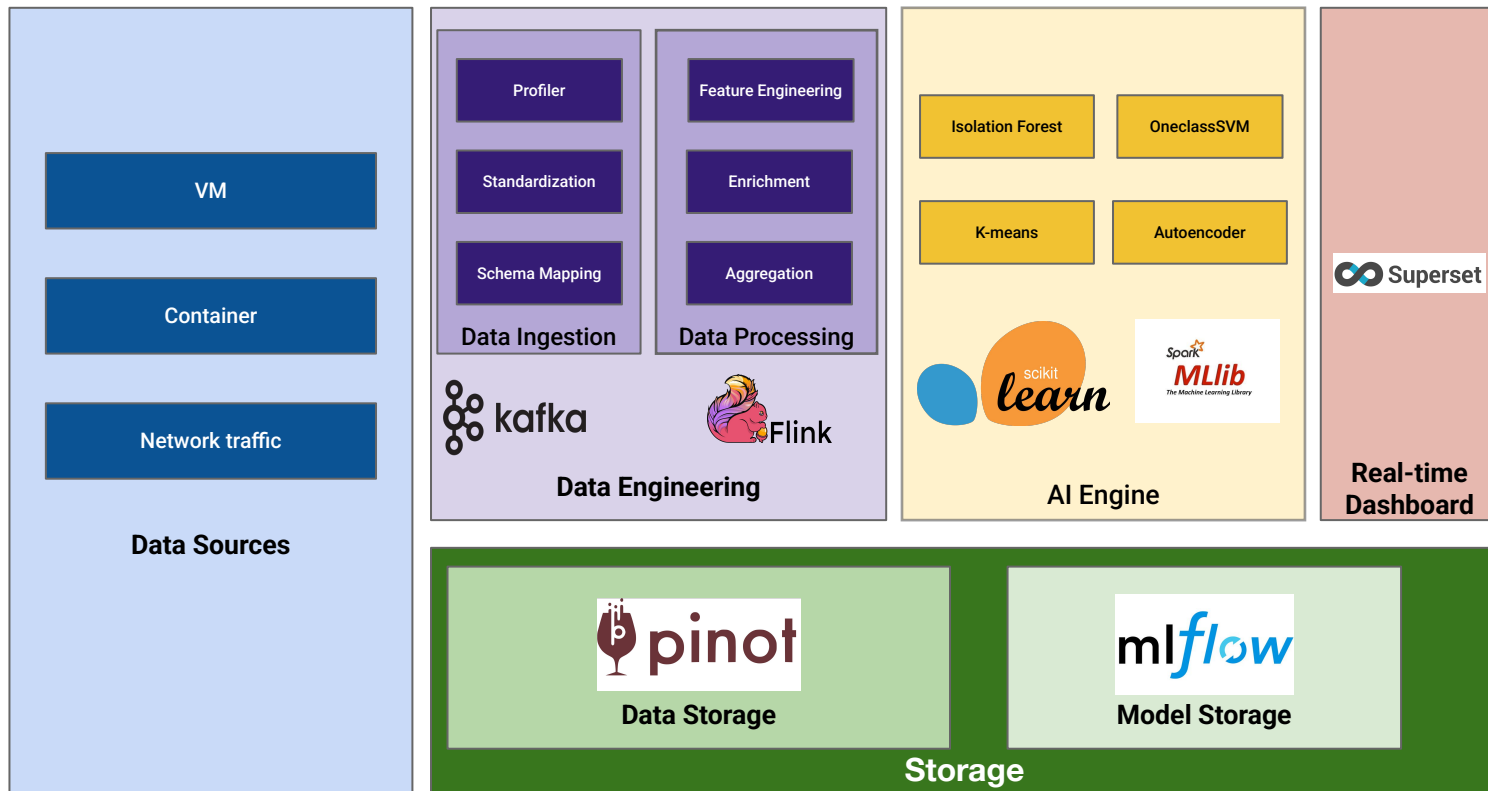 VM
Container
Network traffic
Data Sources
Profiler
Standardization
Schema Mapping
Data Ingestion
Feature Engineering
Enrichment
Aggregation
Data Processing
kafka
Flink
Data Engineering
Isolation Forest
OneclassSVM
K-means
Autoencoder
scikit
learn
Spark
MLlib
The Machine Learning Library
AI Engine
Superset
Real-time
Dashboard
p
pinot
Data Storage
mlflow
Model Storage
Storage